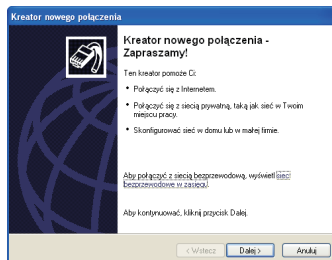 Kreator nowego połączenia
Kreator nowego połączenia -
Zapraszamy!
Ten kreator pomoże Ci:
• Połączyć się z Internetem.
• Połączyć się z siecią prywatną, taką jak sieć w Twoim
miejscu pracy.
• Skonfigurować sieć w domu lub w małej firmie.
Aby połączyć z siecią bezprzewodową, wyświetl sieci
bezprzewodowe w zasięgu.
Aby kontynuować, kliknij przycisk Dalej.
< Wstecz Dalej > Anuluj